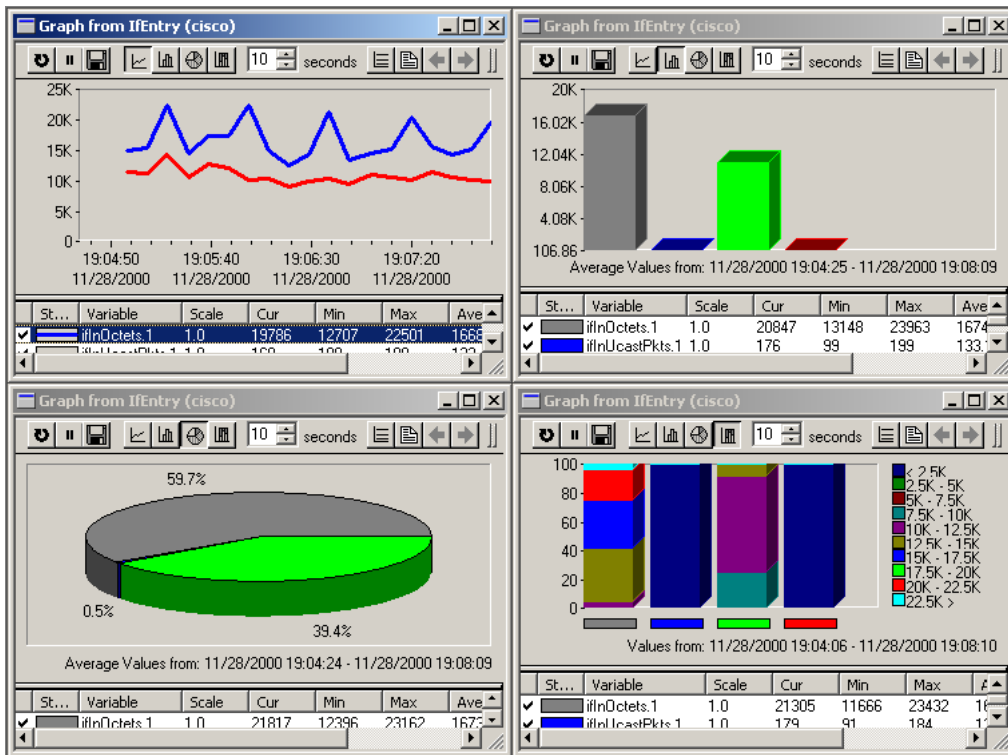 Graph from IfEntry (cisco)
10 seconds
25K
20K
15K
10K
5K
0
19:04:50 19:05:40 19:06:30 19:07:20
11/28/2000 11/28/2000 11/28/2000 11/28/2000
St... Variable Scale Cur Min Max Ave
ifInOctets.1 1.0 19786 12707 22501 1668
Graph from IfEntry (cisco)
10 seconds
20K
16.02K
12.04K
8.06K
4.08K
106.86
Average Values from: 11/28/2000 19:04:25 - 11/28/2000 19:08:09
St... Variable Scale Cur Min Max Ave
ifInOctets.1 1.0 20847 13148 23963 1674
ifInUcastPkts.1 1.0 176 99 199 133.
Graph from IfEntry (cisco)
10 seconds
59.7%
0.5%
39.4%
Average Values from: 11/28/2000 19:04:24 - 11/28/2000 19:08:09
St... Variable Scale Cur Min Max Ave
ifInOctets.1 1.0 21817 12396 23162 1673
Graph from IfEntry (cisco)
10 seconds
100
80
60
40
20
0
< 2.5K
2.5K - 5K
5K - 7.5K
7.5K - 10K
10K - 12.5K
12.5K - 15K
15K - 17.5K
17.5K - 20K
20K - 22.5K
22.5K >
Values from: 11/28/2000 19:04:06 - 11/28/2000 19:08:10
St... Variable Scale Cur Min Max
ifInOctets.1 1.0 21305 11666 23432
ifInUcastPkts.1 1.0 179 91 184